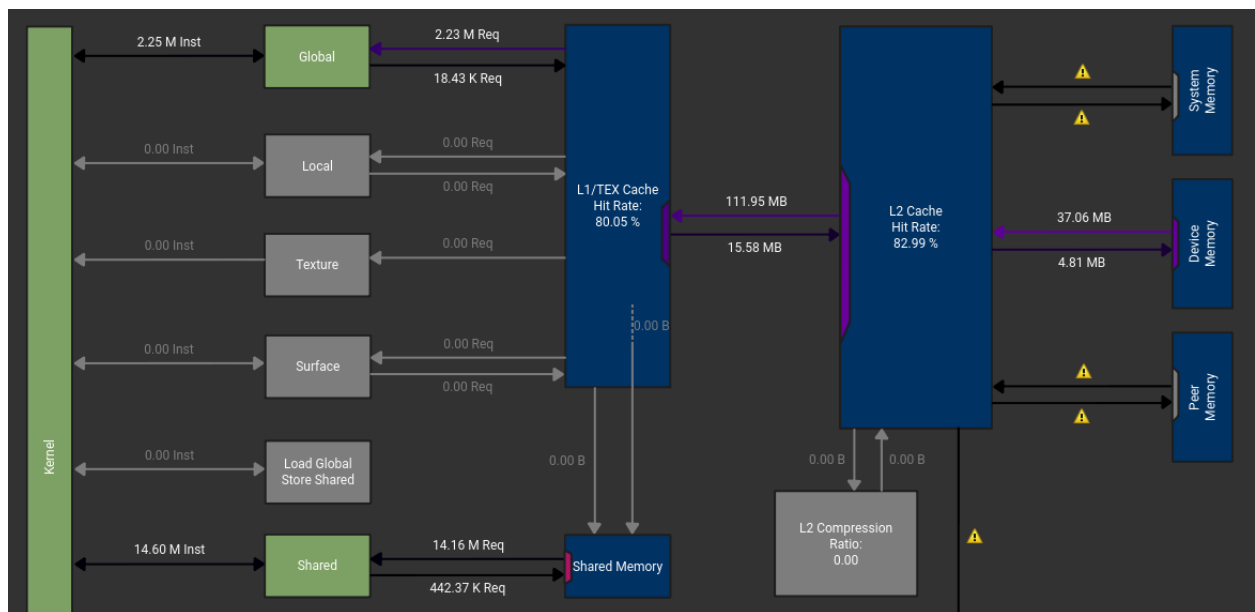 2.25 M Inst
Global
2.23 M Req
18.43 K Req
0.00 Inst
Local
0.00 Req
0.00 Req
0.00 Inst
Texture
0.00 Req
0.00 Inst
Surface
0.00 Req
0.00 Req
0.00 Inst
Load Global
Store Shared
14.60 M Inst
Shared
14.16 M Req
442.37 K Req
Kernel
L1/TEX Cache
Hit Rate:
80.05 %
0.00 B
0.00 B
Shared Memory
111.95 MB
15.58 MB
L2 Cache
Hit Rate:
82.99 %
0.00 B
0.00 B
L2 Compression
Ratio:
0.00
System
Memory
37.06 MB
4.81 MB
Device
Memory
Peer
Memory